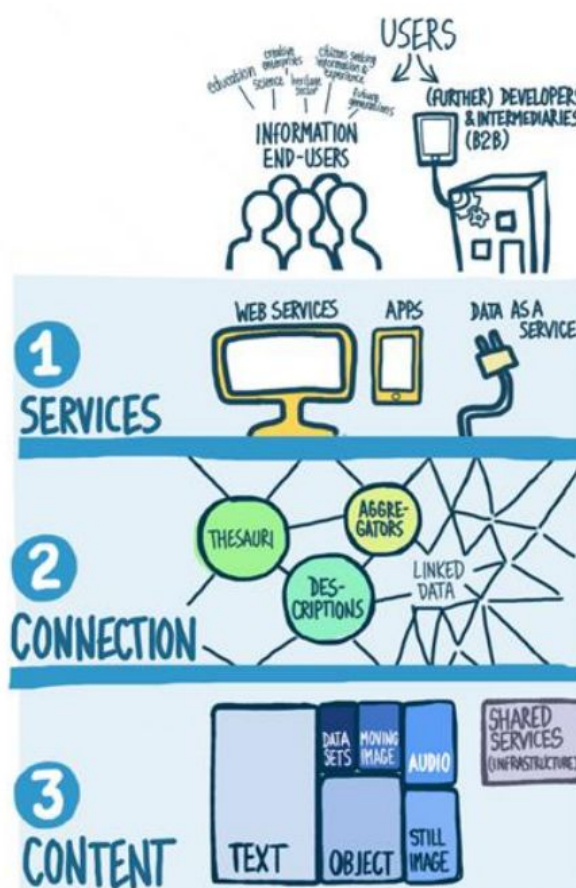 USERS
education
science
creative
enterprises
heritage
sector
citizens seeking
information &
experience
future
generations
INFORMATION
END-USERS
(FURTHER) DEVELOPERS
& INTERMEDIARIES
(B2B)
1
SERVICES
WEB SERVICES
APPS
DATA AS A
SERVICE
2
CONNECTION
THESAURI
AGGRE-
GATORS
DES-
CRIPTIONS
LINKED
DATA
3
CONTENT
TEXT
DATA
SETS
MOVING
IMAGE
AUDIO
OBJECT
STILL
IMAGE
SHARED
SERVICES
(INFRASTRUCTURE)